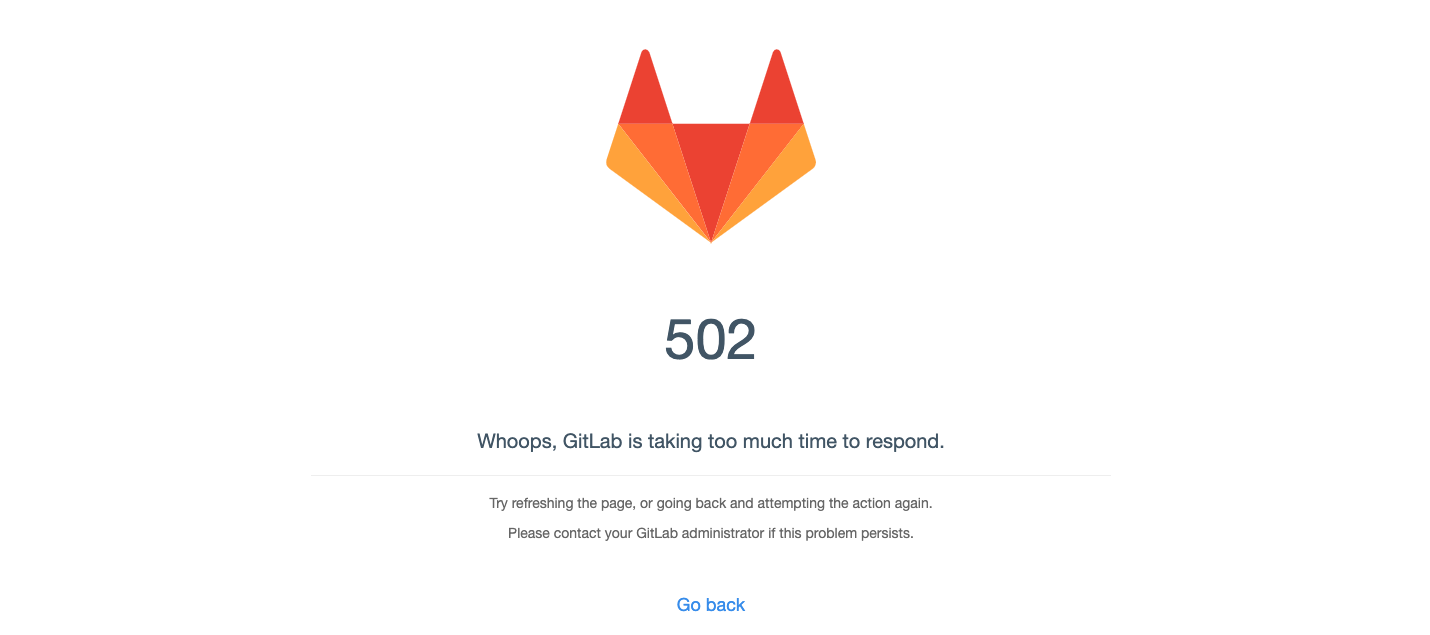 502
Whoops, GitLab is taking too much time to respond.
Try refreshing the page, or going back and attempting the action again.
Please contact your GitLab administrator if this problem persists.
Go back